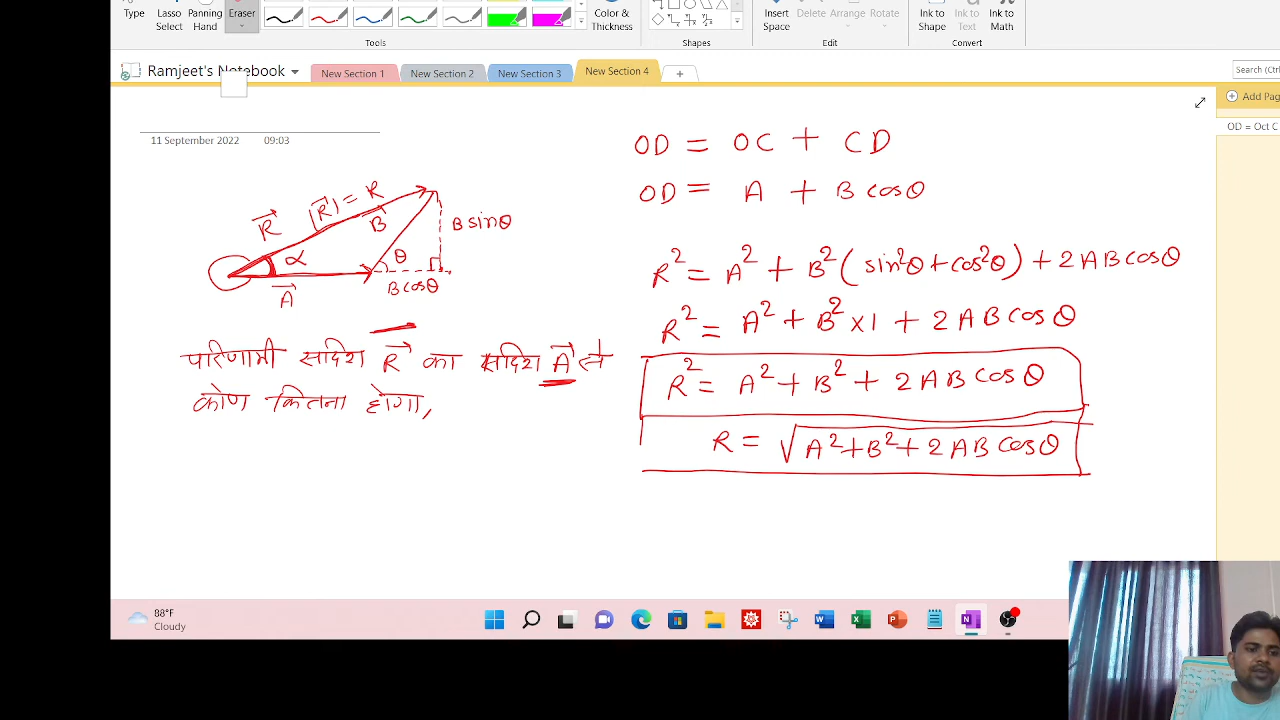 Type
Lasso Select
Panning Hand
Eraser
Color & Thickness
Insert Space
Delete
Arrange
Rotate
Ink to Shape
Ink to Text
Ink to Math
Tools
Shapes
Edit
Convert
Ramjeet's Notebook
New Section 1
New Section 2
New Section 3
New Section 4
Search (Ctrl
Add Pag
OD = Oct C
11 September 2022 09:03
OD = OC + CD
OD = A + B cosθ
R² = A² + B² (sin²θ + cos²θ) + 2AB cosθ
R² = A² + B² × 1 + 2AB cosθ
R² = A² + B² + 2AB cosθ
R = √A² + B² + 2AB cosθ
R⃗
|R⃗| = R
B⃗
B sinθ
α
θ
A⃗
B cosθ
परिणामी सदिश R⃗ का सदिश A⃗ से
कोण कितना होगा,
88°F
Cloudy